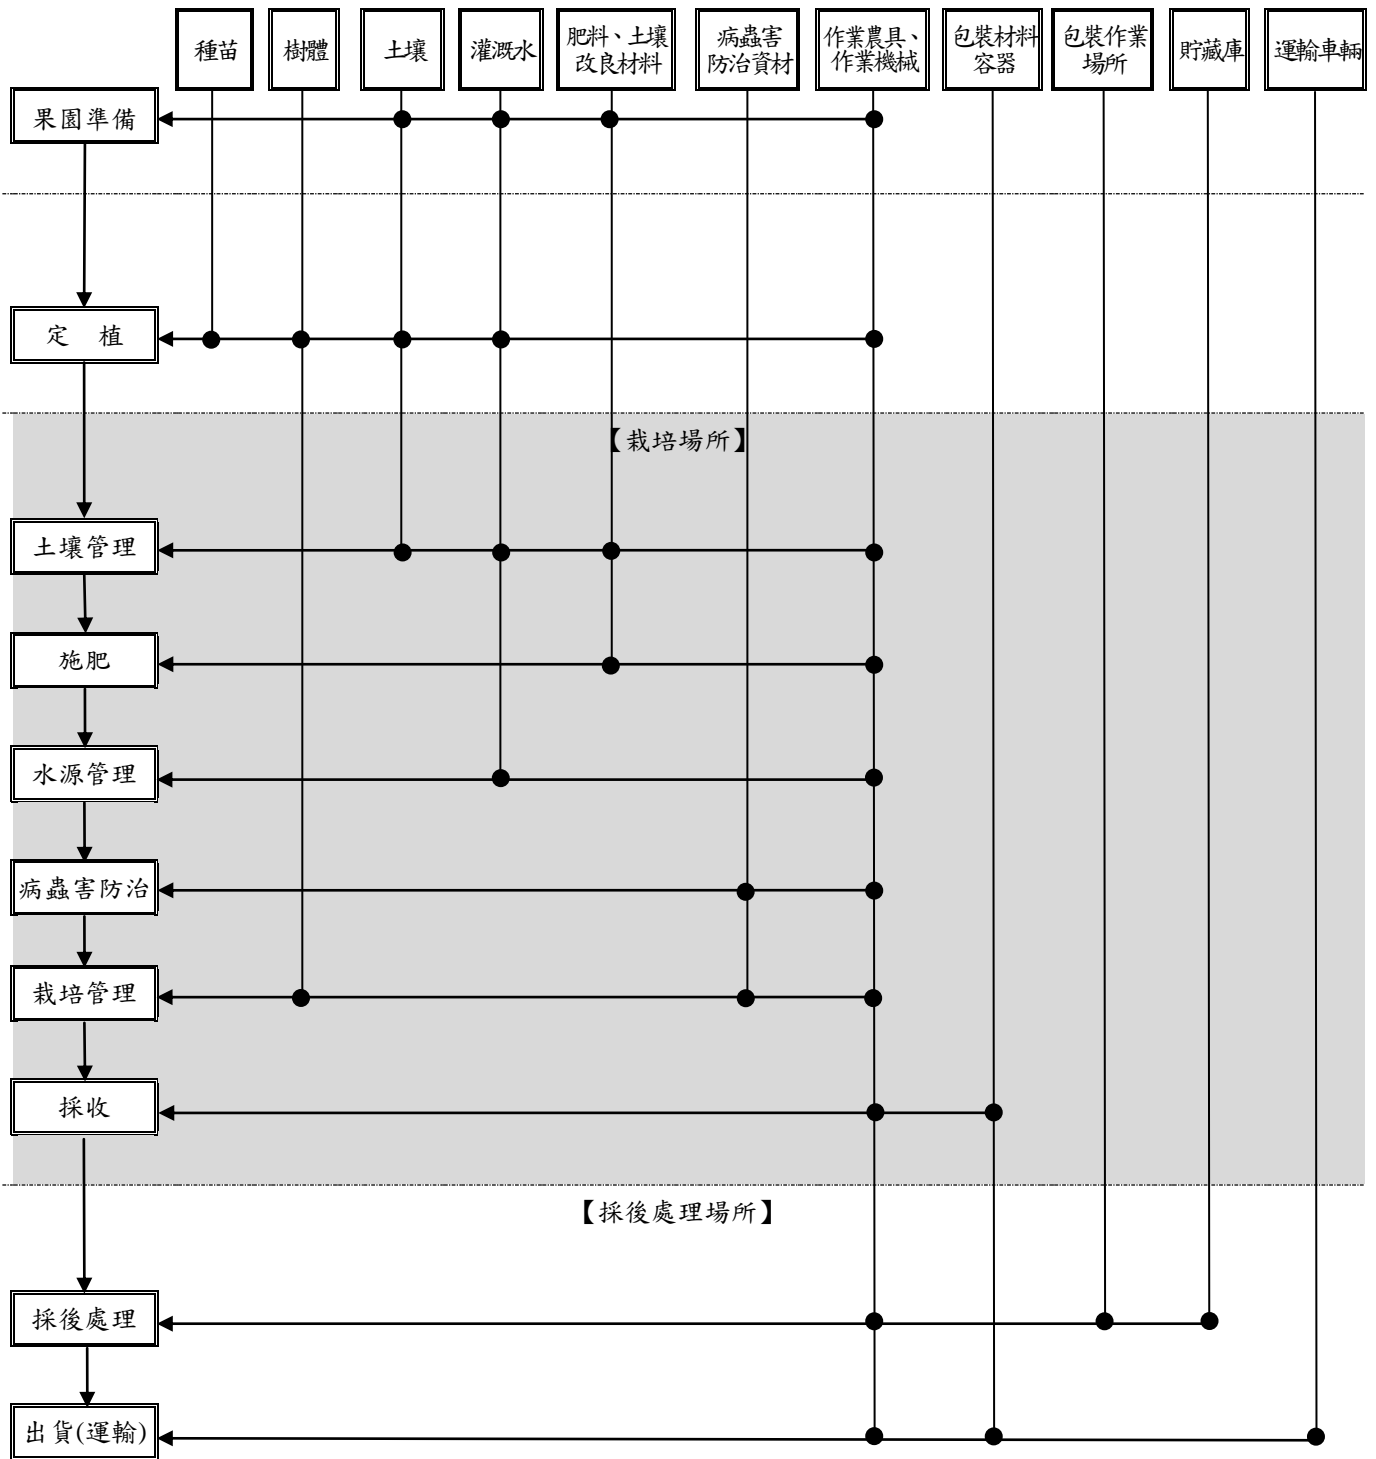 種苗
樹體
土壤
灌溉水
肥料、土壤
改良材料
病蟲害
防治資材
作業農具、
作業機械
包裝材料
容器
包裝作業
場所
貯藏庫
運輸車輛
果園準備
定 植
【栽培場所】
土壤管理
施肥
水源管理
病蟲害防治
栽培管理
採收
【採後處理場所】
採後處理
出貨(運輸)